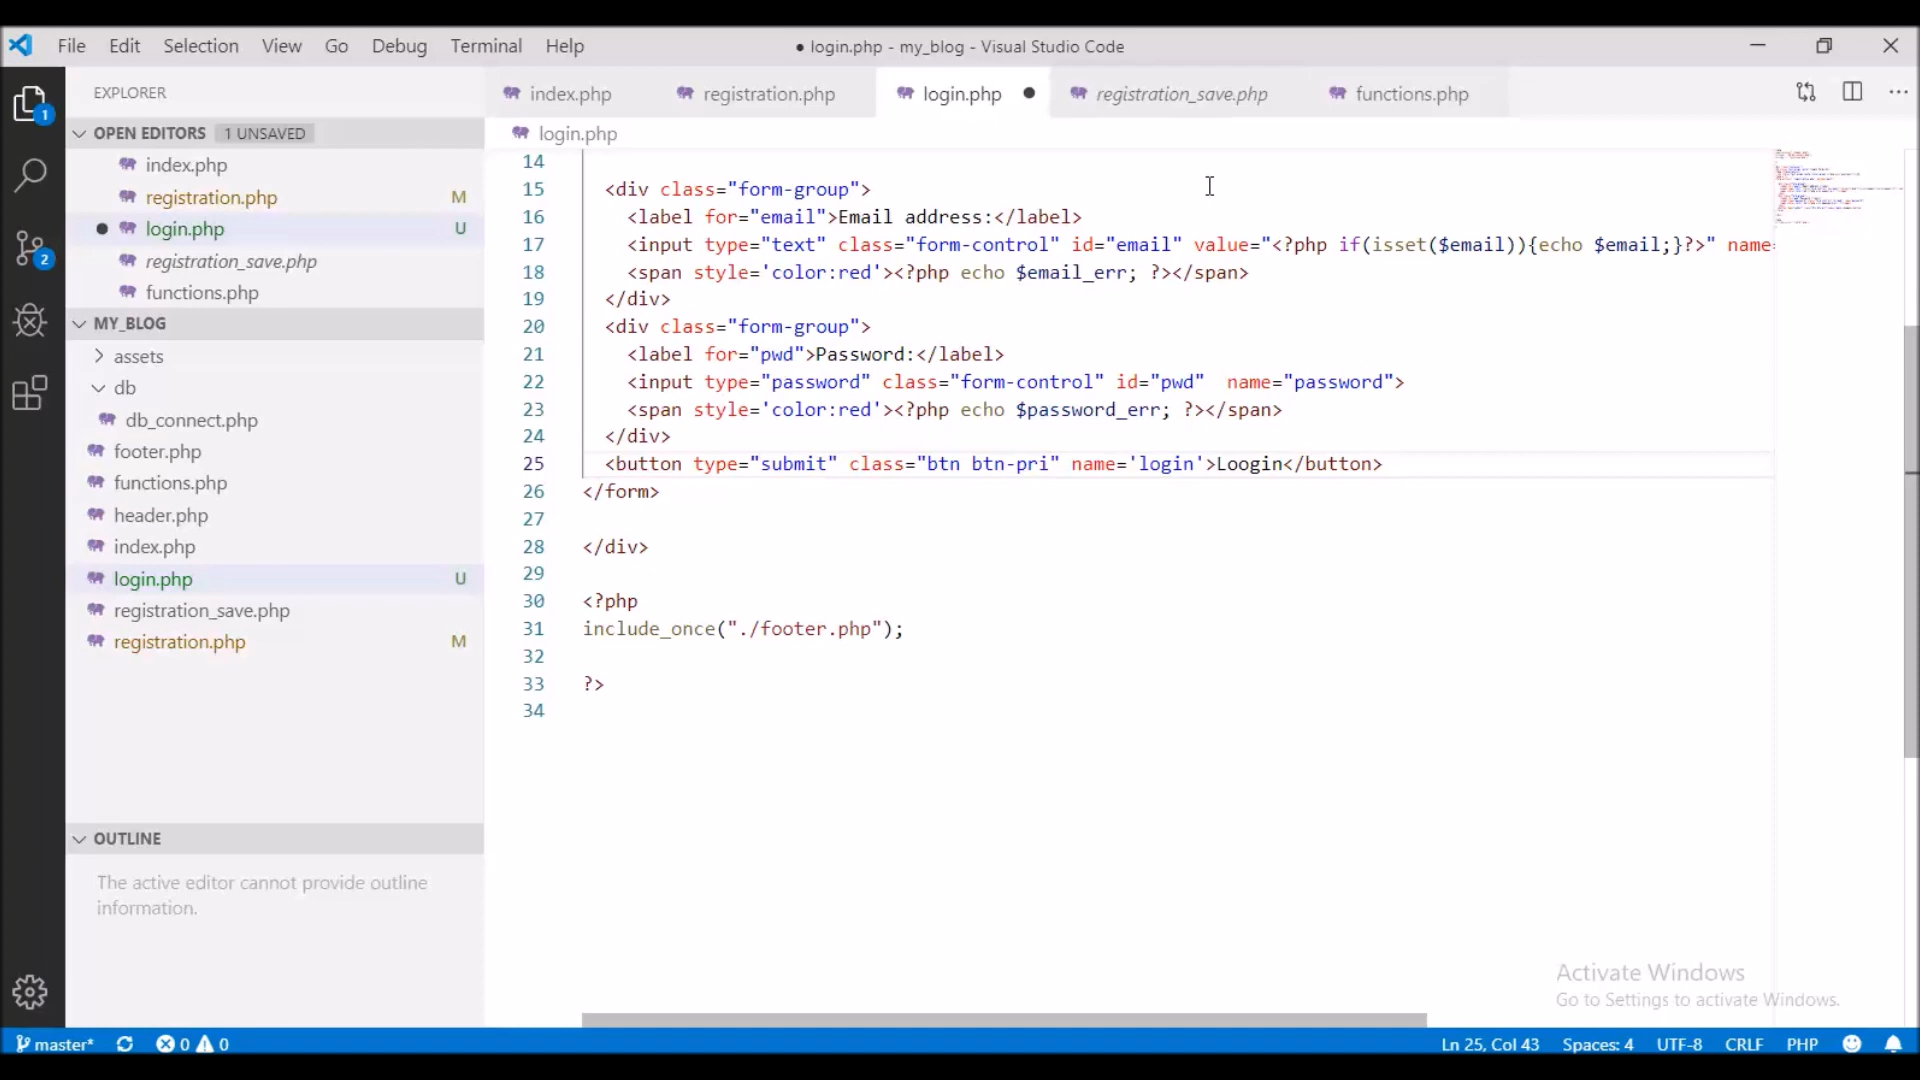 File Edit Selection View Go Debug Terminal Help
● login.php - my_blog - Visual Studio Code
EXPLORER
OPEN EDITORS 1 UNSAVED
index.php
registration.php M
login.php U
registration_save.php
functions.php
MY_BLOG
assets
db
db_connect.php
footer.php
functions.php
header.php
index.php
login.php U
registration_save.php
registration.php M
OUTLINE
The active editor cannot provide outline
information.
1
2
index.php registration.php login.php registration_save.php functions.php
login.php
14
15 <div class="form-group">
16 <label for="email">Email address:</label>
17 <input type="text" class="form-control" id="email" value="<?php if(isset($email)){echo $email;}?>" name=
18 <span style='color:red'><?php echo $email_err; ?></span>
19 </div>
20 <div class="form-group">
21 <label for="pwd">Password:</label>
22 <input type="password" class="form-control" id="pwd"  name="password">
23 <span style='color:red'><?php echo $password_err; ?></span>
24 </div>
25 <button type="submit" class="btn btn-pri" name='login'>Loogin</button>
26 </form>
27
28 </div>
29
30 <?php
31 include_once("./footer.php");
32
33 ?>
34
Activate Windows
Go to Settings to activate Windows.
master* 0 0 Ln 25, Col 43 Spaces: 4 UTF-8 CRLF PHP